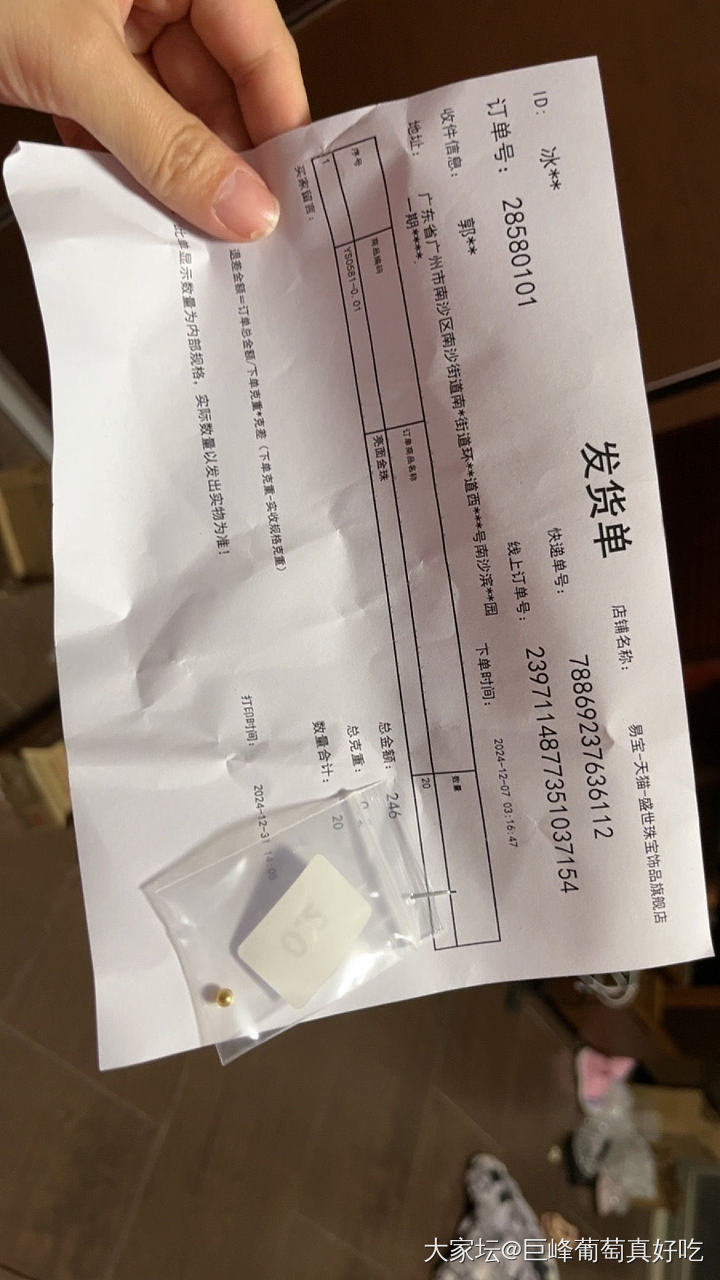 发货单
店铺名称： 易宝-天猫-盛世珠宝饰品旗舰店
ID： 冰**
快递单号： 78869237636112
订单号： 28580101
线上订单号： 2397114877351037154
收件信息： 郭**
下单时间： 2024-12-07 03:16:47
地址： 广东省广州市南沙区南沙街道南*街道环**道西***号南沙滨**园
一期****.
序号 商品编码 订单商品名称 数量
1 YS0581-0.01 亮面金珠 20
买家留言：
总金额： 246
总克重：
数量合计： 20
退差金额=订单总金额/下单克重*克差（下单克重-实收规格克重）
打印时间： 2024-12-31 14:05
此单显示数量为内部规格，实际数量以发出实物为准！
大家坛@巨峰葡萄真好吃